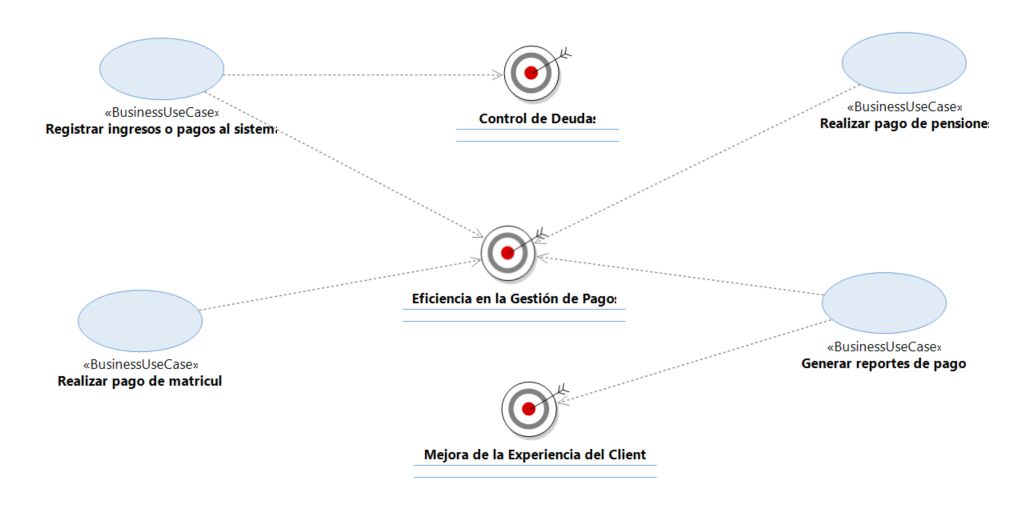 «BusinessUseCase»
Registrar ingresos o pagos al sistema
Control de Deudas
«BusinessUseCase»
Realizar pago de pensiones
Eficiencia en la Gestión de Pagos
«BusinessUseCase»
Realizar pago de matricul
«BusinessUseCase»
Generar reportes de pago
Mejora de la Experiencia del Client